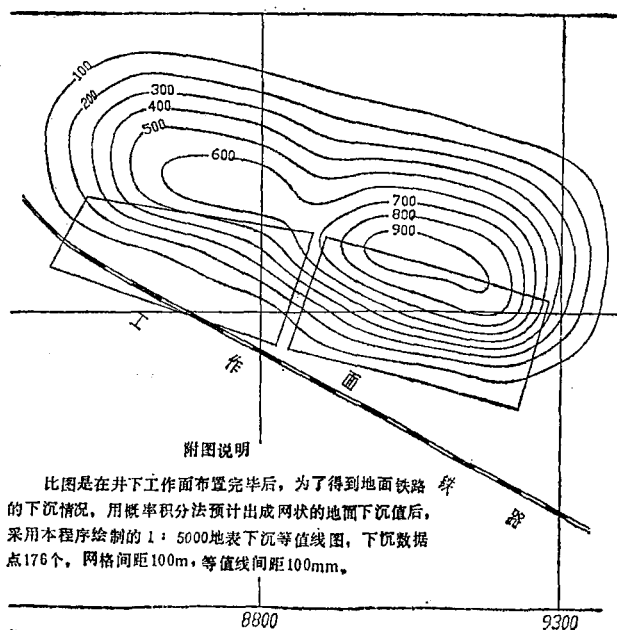 100
200
300
400
500
600
700
800
900
工作面
铁路
附图说明
比图是在井下工作面布置完毕后，为了得到地面铁路
的下沉情况，用概率积分法预计出成网状的地面下沉值后，
采用本程序绘制的1：5000地表下沉等值线图，下沉数据
点176个，网格间距100m，等值线间距100mm。
8800
9300